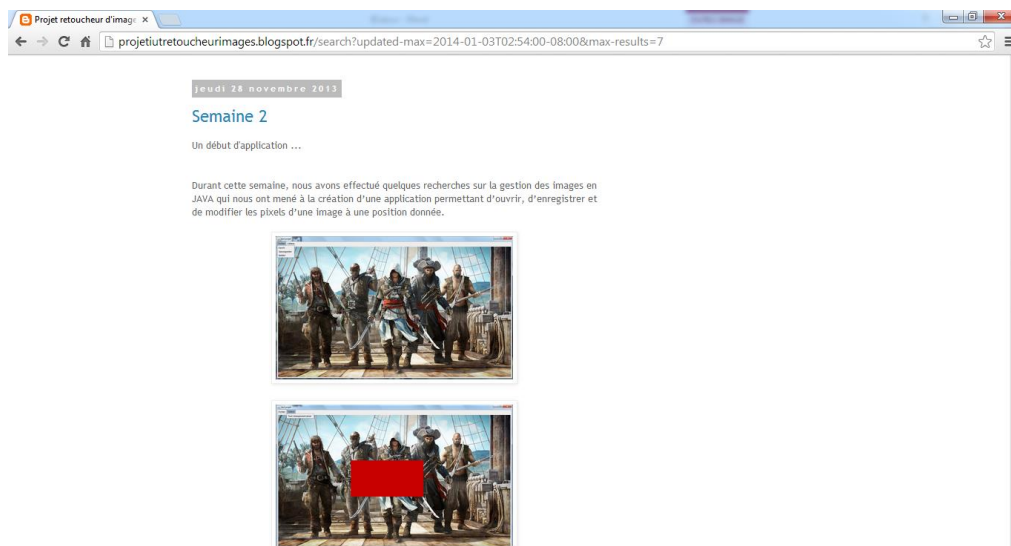 Projet retoucheur d'image
projetiutretoucheurimages.blogspot.fr/search?updated-max=2014-01-03T02:54:00-08:00&max-results=7
jeudi 28 novembre 2013
Semaine 2
Un début d'application ...
Durant cette semaine, nous avons effectué quelques recherches sur la gestion des images en
JAVA qui nous ont mené à la création d'une application permettant d'ouvrir, d'enregistrer et
de modifier les pixels d'une image à une position donnée.